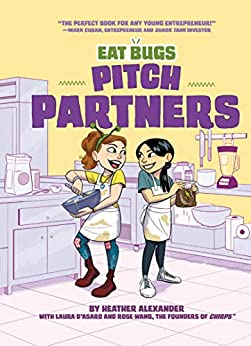 "THE PERFECT BOOK FOR ANY YOUNG ENTREPRENEUR!"
—MARK CUBAN, ENTREPRENEUR AND SHARK TANK INVESTOR
EAT BUGS
PITCH
PARTNERS
BY HEATHER ALEXANDER
WITH LAURA D'ASARO AND ROSE WANG, THE FOUNDERS OF CHIRPS™